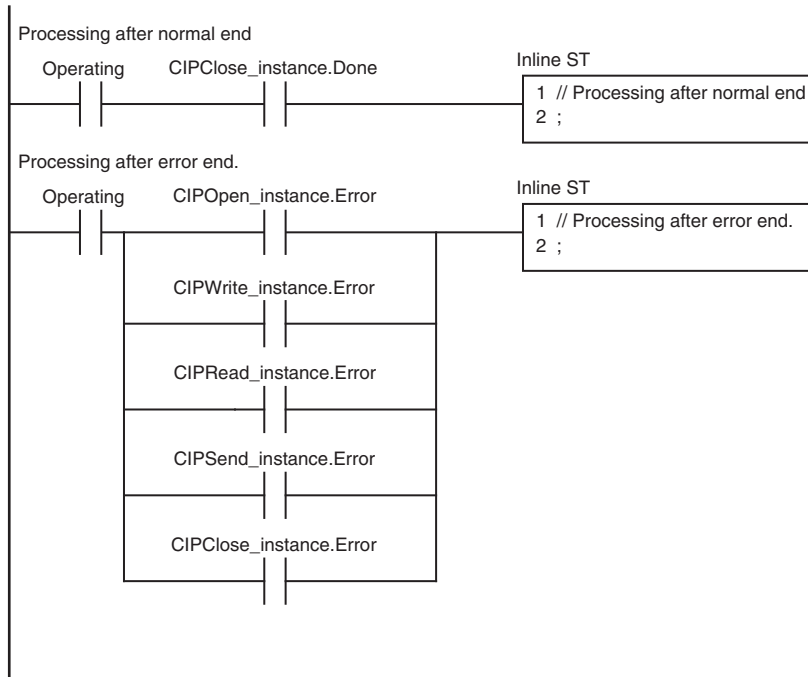 Processing after normal end
Operating
CIPClose_instance.Done
Inline ST
1 // Processing after normal end
2 ;
Processing after error end.
Operating
CIPOpen_instance.Error
Inline ST
1 // Processing after error end.
2 ;
CIPWrite_instance.Error
CIPRead_instance.Error
CIPSend_instance.Error
CIPClose_instance.Error